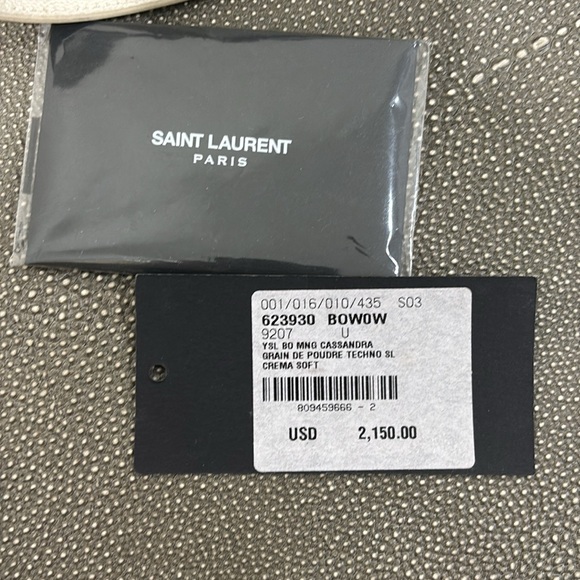 SAINT LAURENT
PARIS
001/016/010/435 S03
623930 BOW0W
9207 U
YSL BO MNG CASSANDRA
GRAIN DE POUDRE TECHNO SL
CREMA SOFT
809459666 - 2
USD 2,150.00